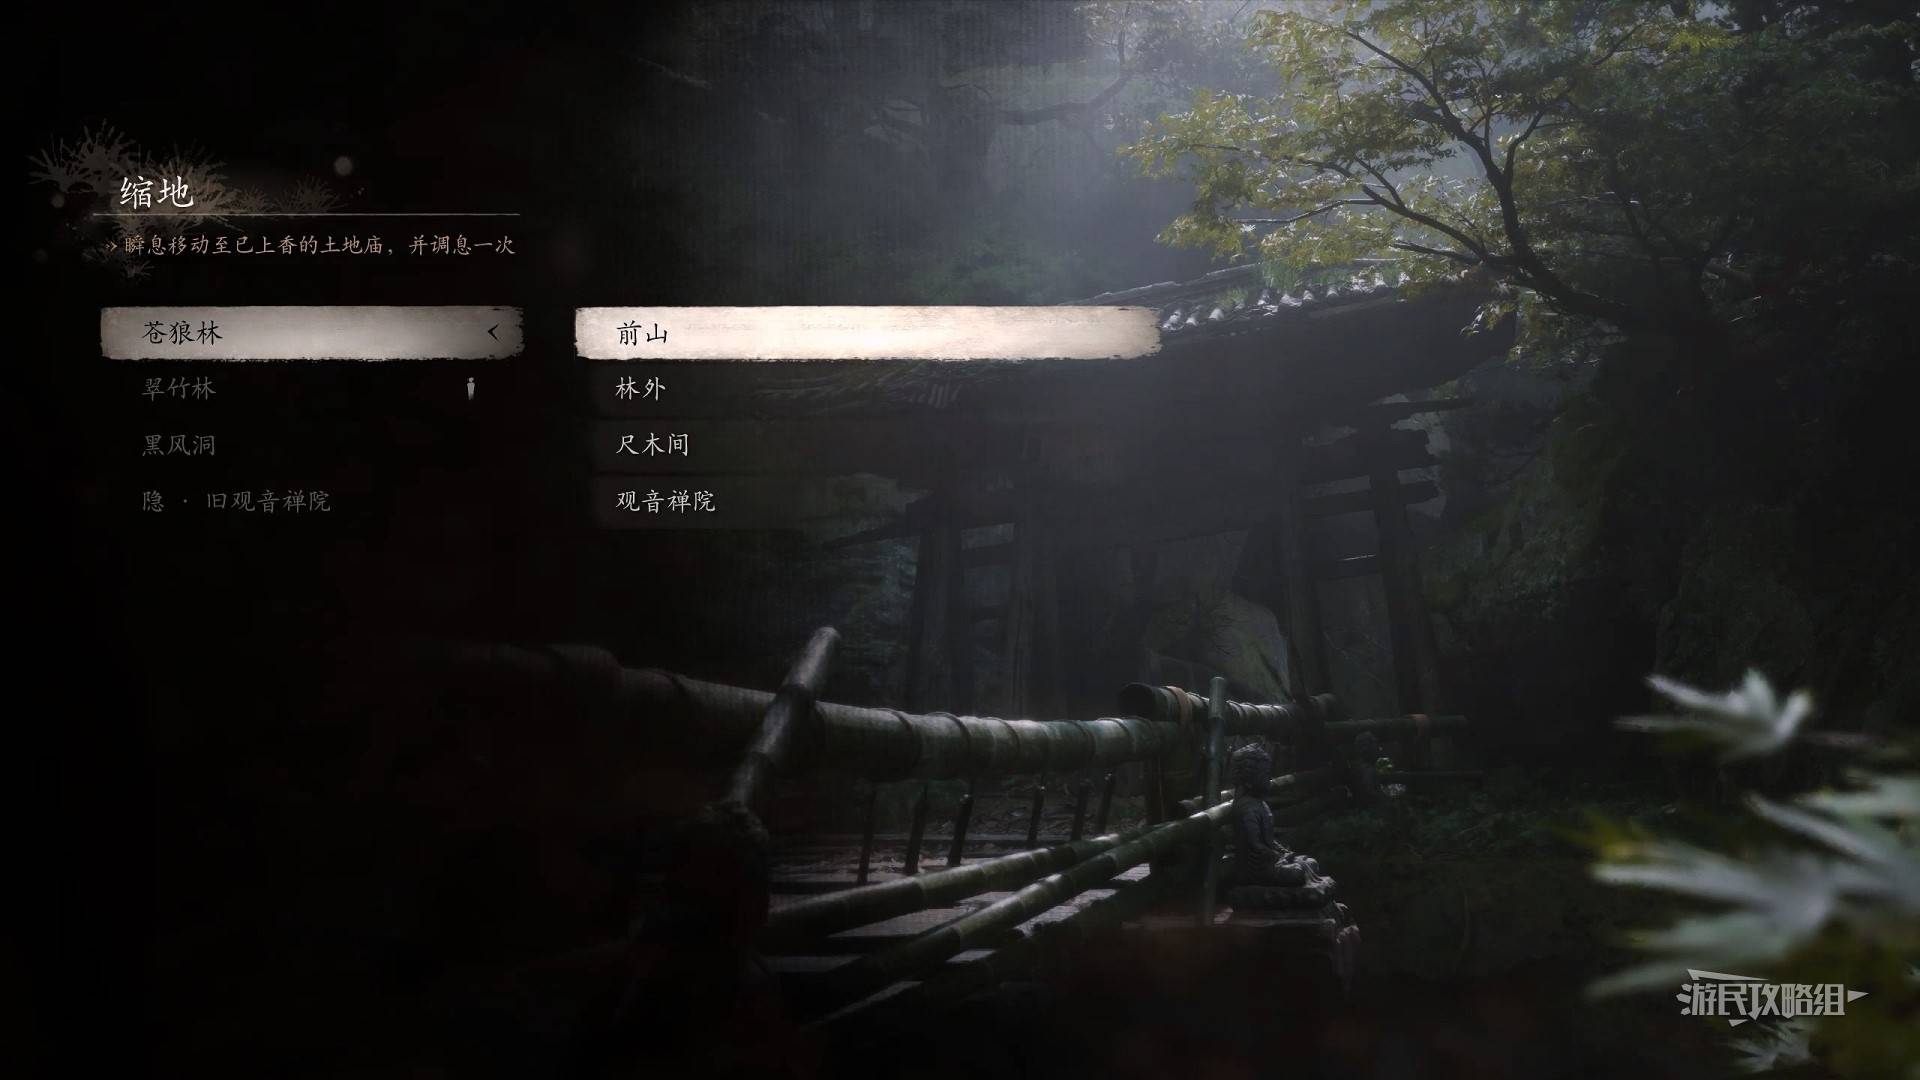 缩地
瞬息移动至已上香的土地庙，并调息一次
苍狼林
翠竹林
黑风洞
隐 · 旧观音禅院
前山
林外
尺木间
观音禅院
游民攻略组